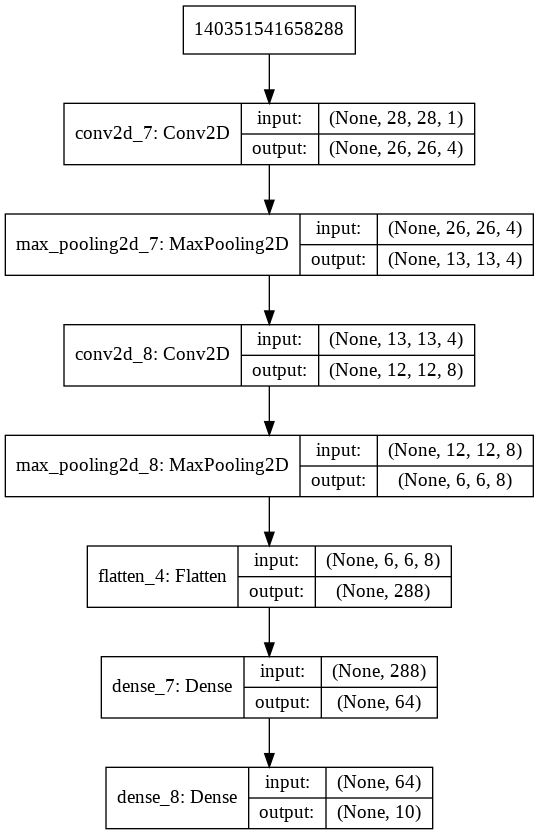 140351541658288
conv2d_7: Conv2D
input: (None, 28, 28, 1)
output: (None, 26, 26, 4)
max_pooling2d_7: MaxPooling2D
input: (None, 26, 26, 4)
output: (None, 13, 13, 4)
conv2d_8: Conv2D
input: (None, 13, 13, 4)
output: (None, 12, 12, 8)
max_pooling2d_8: MaxPooling2D
input: (None, 12, 12, 8)
output: (None, 6, 6, 8)
flatten_4: Flatten
input: (None, 6, 6, 8)
output: (None, 288)
dense_7: Dense
input: (None, 288)
output: (None, 64)
dense_8: Dense
input: (None, 64)
output: (None, 10)